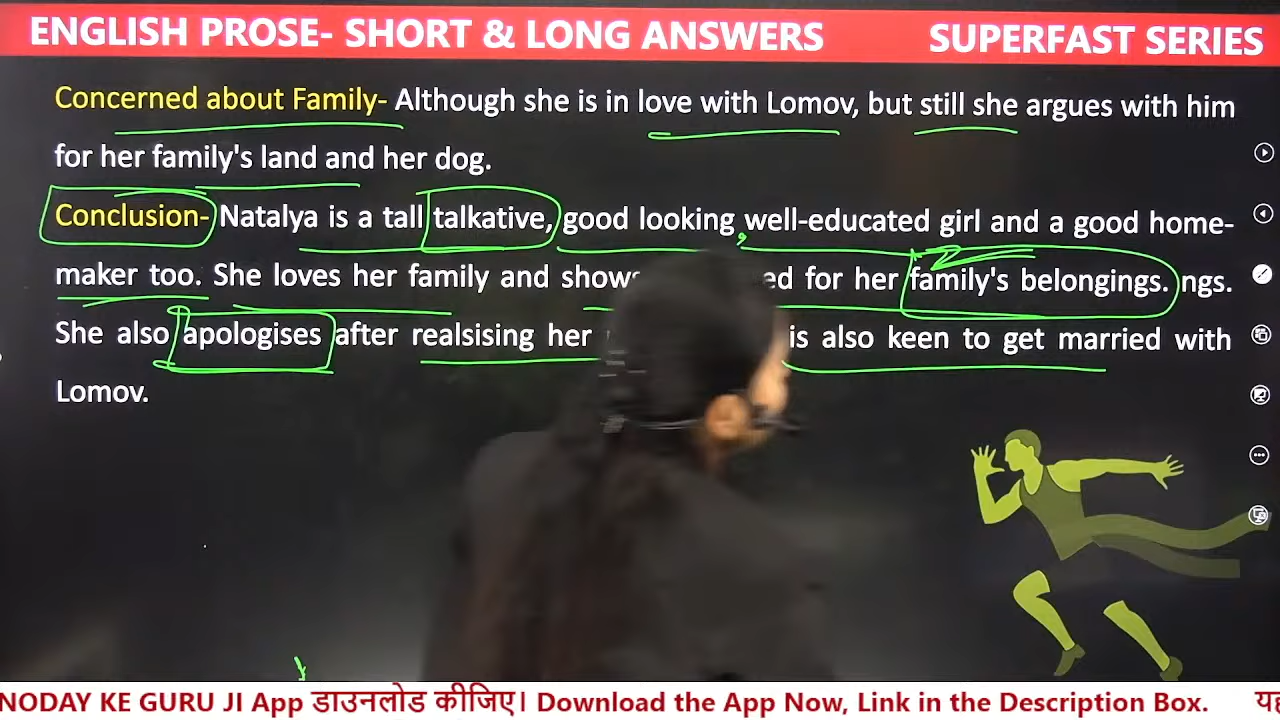 ENGLISH PROSE- SHORT & LONG ANSWERS SUPERFAST SERIES
Concerned about Family- Although she is in love with Lomov, but still she argues with him
for her family's land and her dog.
Conclusion- Natalya is a tall talkative, good looking, well-educated girl and a good home-
maker too. She loves her family and shows for her family's belongings. ngs.
She also apologises after realsising her is also keen to get married with
Lomov.
NODAY KE GURU JI App डाउनलोड कीजिए। Download the App Now, Link in the Description Box.